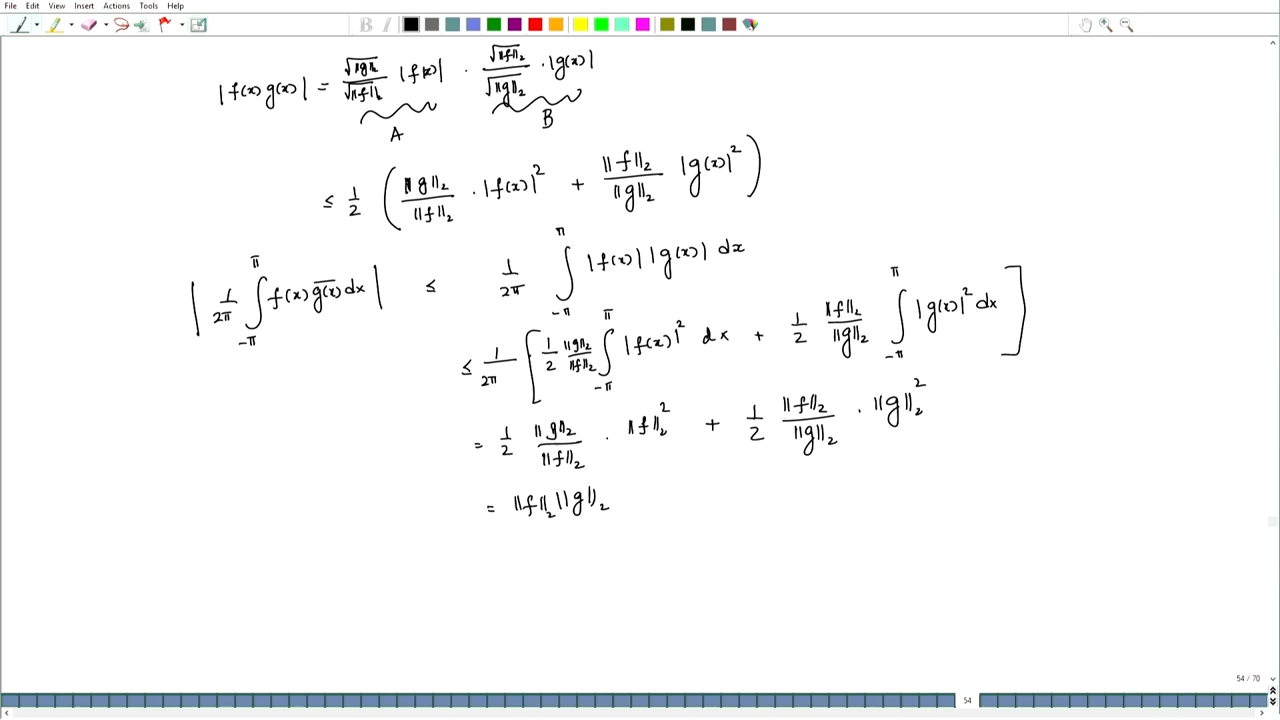 File Edit View Insert Actions Tools Help
B I
|f(x) g(x)| = √‖g‖₂/√‖f‖₂ |f(x)| · √‖f‖₂/√‖g‖₂ · |g(x)|
A B
≤ 1/2 ( ‖g‖₂/‖f‖₂ · |f(x)|² + ‖f‖₂/‖g‖₂ |g(x)|² )
| 1/2π ∫_{-π}^{π} f(x) \overline{g(x)} dx | ≤ 1/2π ∫_{-π}^{π} |f(x)| |g(x)| dx
≤ 1/2π [ 1/2 ‖g‖₂/‖f‖₂ ∫_{-π}^{π} |f(x)|² dx + 1/2 ‖f‖₂/‖g‖₂ ∫_{-π}^{π} |g(x)|² dx ]
= 1/2 ‖g‖₂/‖f‖₂ · ‖f‖₂² + 1/2 ‖f‖₂/‖g‖₂ · ‖g‖₂²
= ‖f‖₂ ‖g‖₂
54 / 70
54